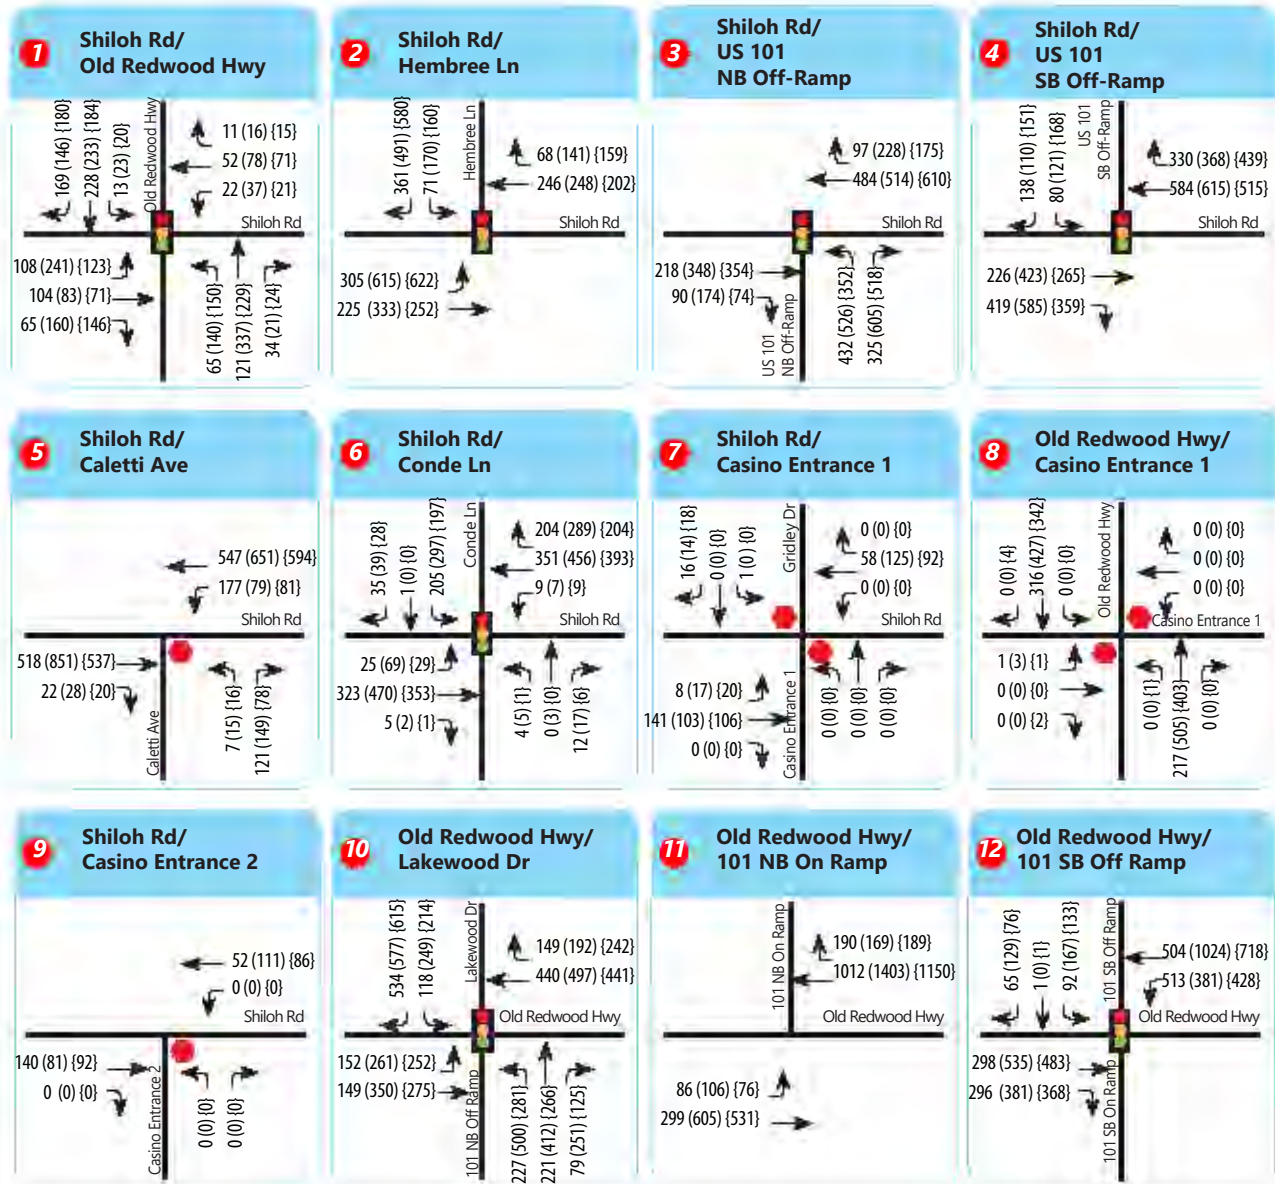 1
Shiloh Rd/
Old Redwood Hwy
169 (146) {180}
228 (233) {184}
13 (23) {20}
Old Redwood Hwy
11 (16) {15}
52 (78) {71}
22 (37) {21}
Shiloh Rd
108 (241) {123}
104 (83) {71}
65 (160) {146}
65 (140) {150}
121 (337) {229}
34 (21) {24}
2
Shiloh Rd/
Hembree Ln
361 (491) {580}
71 (170) {160}
Hembree Ln
68 (141) {159}
246 (248) {202}
Shiloh Rd
305 (615) {622}
225 (333) {252}
3
Shiloh Rd/
US 101
NB Off-Ramp
97 (228) {175}
484 (514) {610}
Shiloh Rd
218 (348) {354}
90 (174) {74}
US 101
NB Off-Ramp
432 (526) {352}
325 (605) {518}
4
Shiloh Rd/
US 101
SB Off-Ramp
138 (110) {151}
80 (121) {168}
US 101
SB Off-Ramp
330 (368) {439}
584 (615) {515}
Shiloh Rd
226 (423) {265}
419 (585) {359}
5
Shiloh Rd/
Caletti Ave
547 (651) {594}
177 (79) {81}
Shiloh Rd
518 (851) {537}
22 (28) {20}
Caletti Ave
7 (15) {16}
121 (149) {78}
6
Shiloh Rd/
Conde Ln
35 (39) {28}
1 (0) {0}
205 (297) {197}
Conde Ln
204 (289) {204}
351 (456) {393}
9 (7) {9}
Shiloh Rd
25 (69) {29}
323 (470) {353}
5 (2) {1}
4 (5) {1}
0 (3) {0}
12 (17) {6}
7
Shiloh Rd/
Casino Entrance 1
16 (14) {18}
0 (0) {0}
1 (0 ) {0}
Gridley Dr
0 (0) {0}
58 (125) {92}
0 (0) {0}
Shiloh Rd
8 (17) {20}
141 (103) {106}
0 (0) {0}
Casino Entrance 1
0 (0) {0}
0 (0) {0}
0 (0) {0}
8
Old Redwood Hwy/
Casino Entrance 1
0 (0) {4}
316 (427) {342}
0 (0) {0}
Old Redwood Hwy
0 (0) {0}
0 (0) {0}
0 (0) {0}
Casino Entrance 1
1 (3) {1}
0 (0) {0}
0 (0) {2}
0 (0) {1}
217 (505) {403}
0 (0) {0}
9
Shiloh Rd/
Casino Entrance 2
52 (111) {86}
0 (0) {0}
Shiloh Rd
140 (81) {92}
0 (0) {0}
Casino Entrance 2
0 (0) {0}
0 (0) {0}
10
Old Redwood Hwy/
Lakewood Dr
534 (577) {615}
118 (249) {214}
Lakewood Dr
149 (192) {242}
440 (497) {441}
Old Redwood Hwy
152 (261) {252}
149 (350) {275}
101 NB Off Ramp
227 (500) {281}
221 (412) {266}
79 (251) {125}
11
Old Redwood Hwy/
101 NB On Ramp
101 NB On Ramp
190 (169) {189}
1012 (1403) {1150}
Old Redwood Hwy
86 (106) {76}
299 (605) {531}
12
Old Redwood Hwy/
101 SB Off Ramp
65 (129) {76}
1 (0) {1}
92 (167) {133}
101 SB Off Ramp
504 (1024) {718}
513 (381) {428}
Old Redwood Hwy
298 (535) {483}
296 (381) {368}
101 SB On Ramp